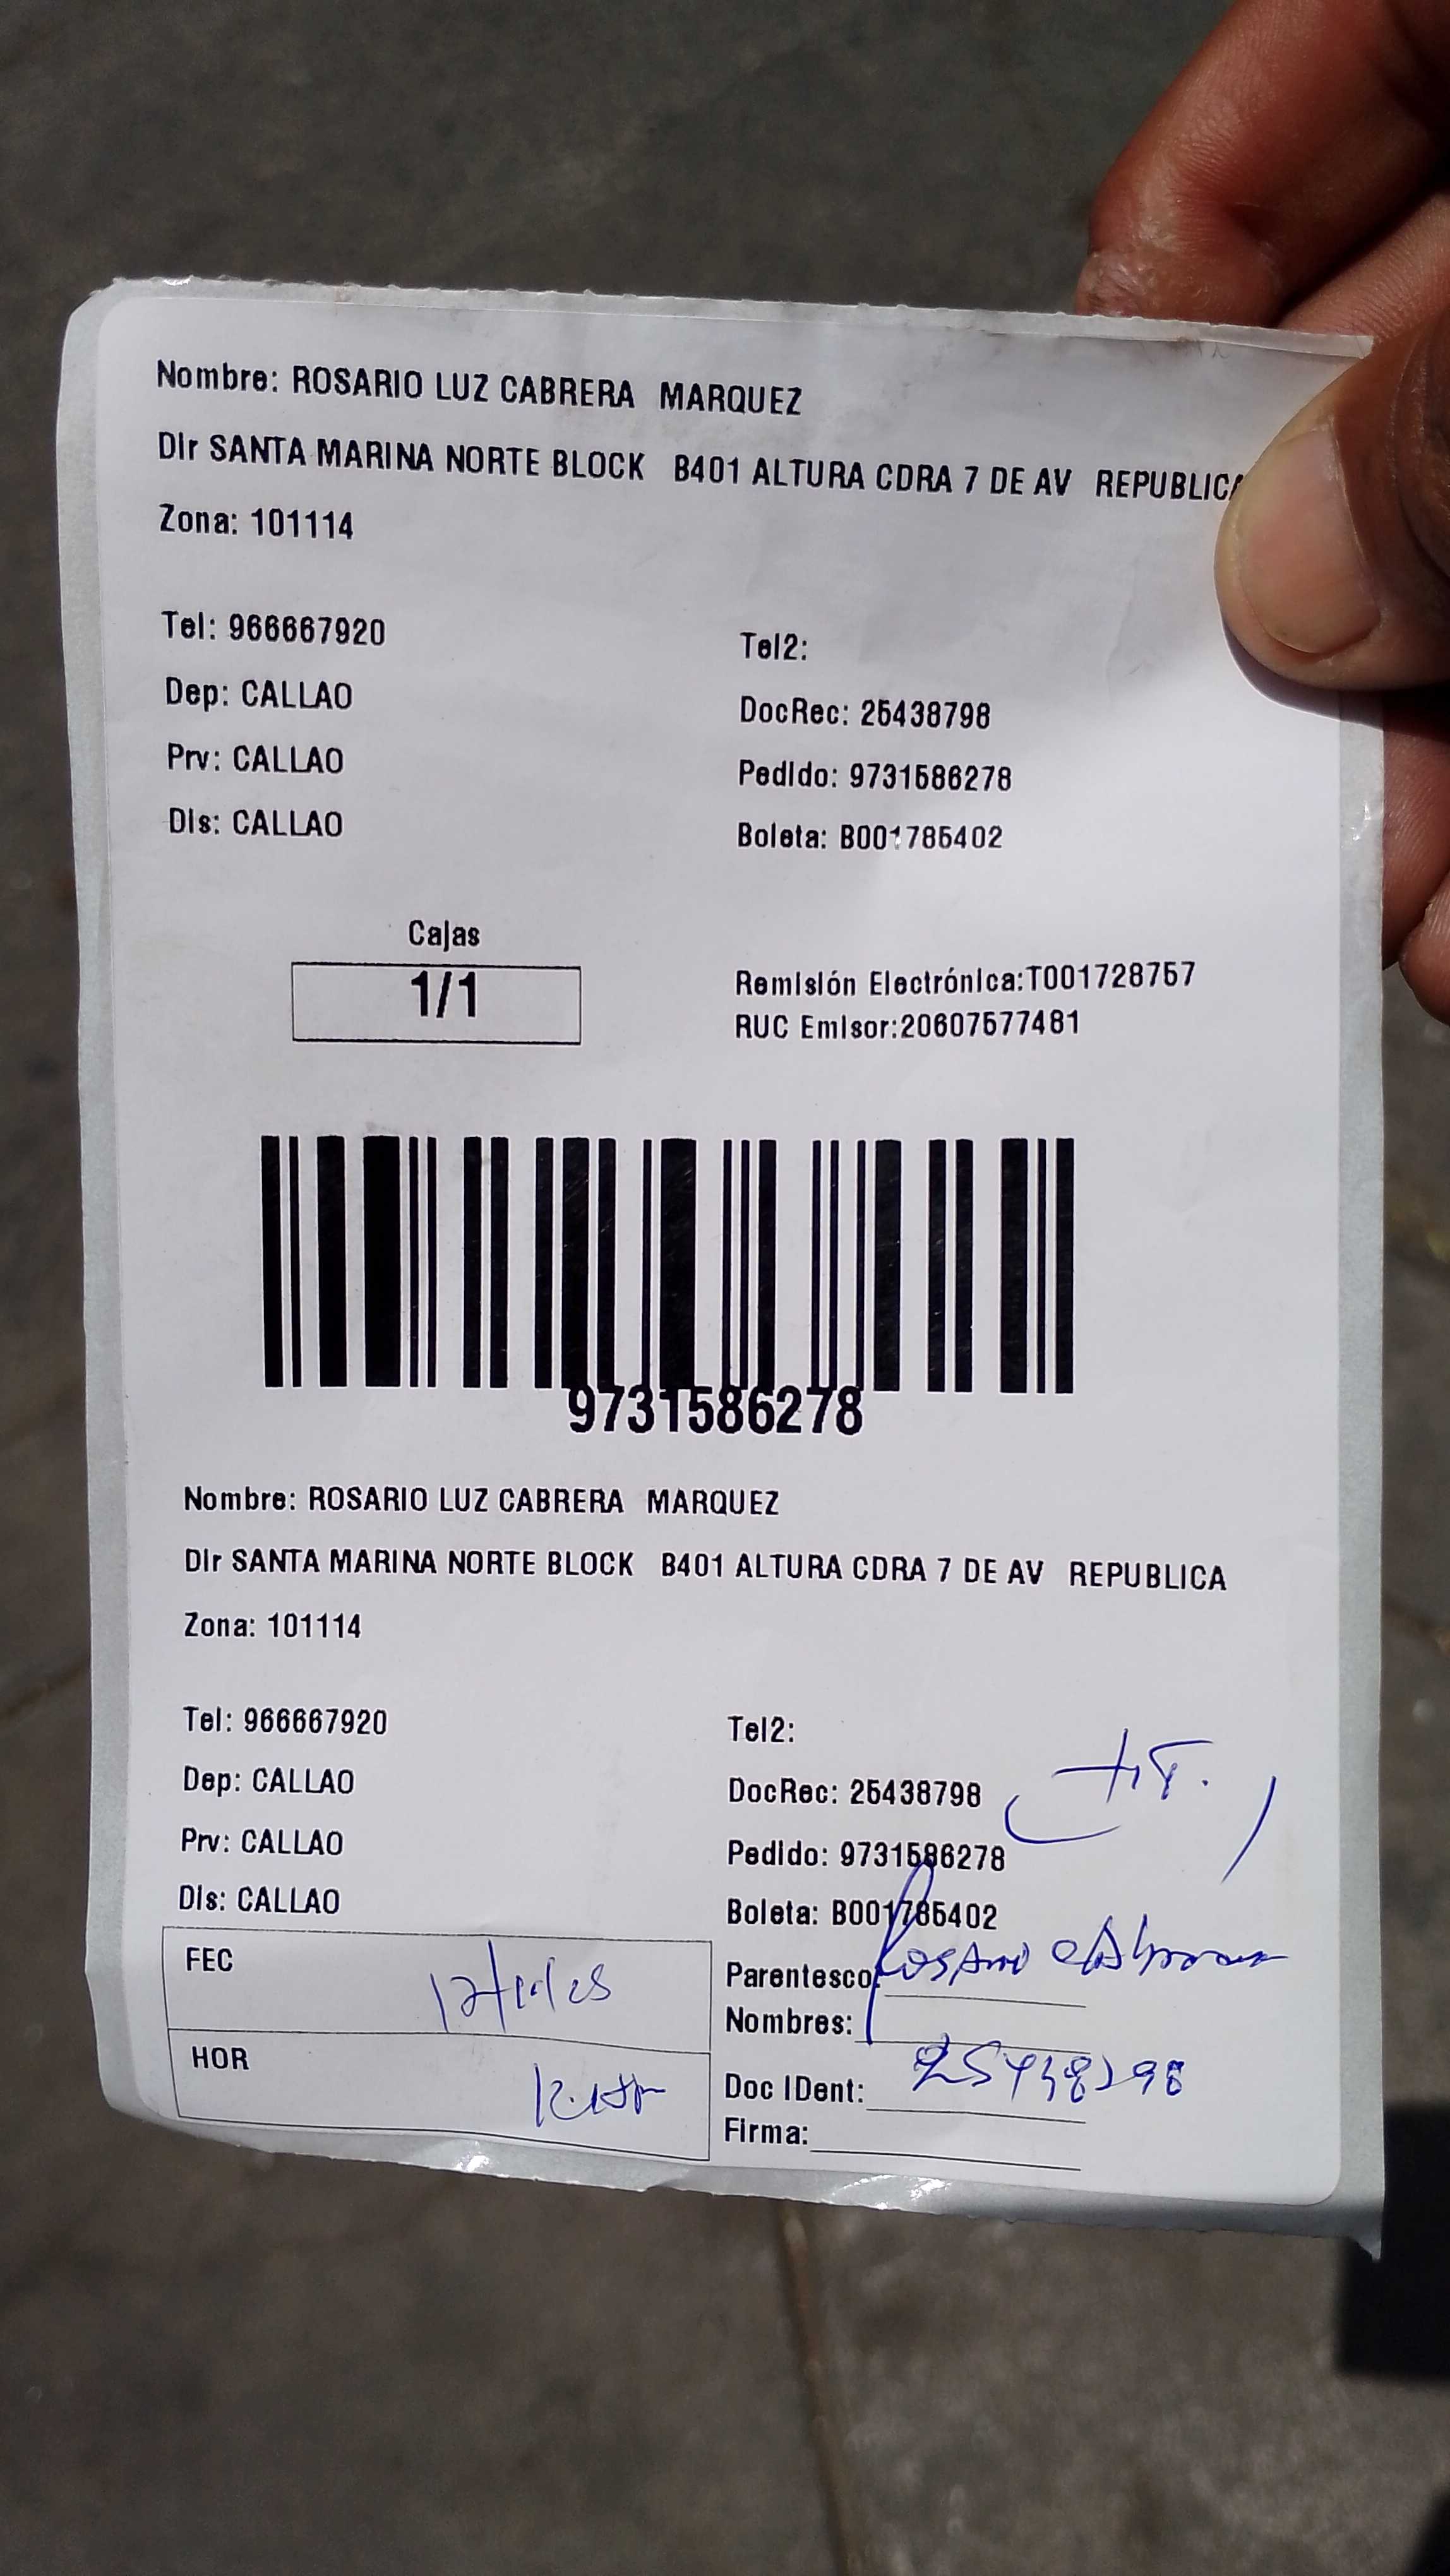 Nombre: ROSARIO LUZ CABRERA MARQUEZ
Dir SANTA MARINA NORTE BLOCK B401 ALTURA CDRA 7 DE AV REPUBLICA
Zona: 101114
Tel: 966667920
Tel2:
Dep: CALLAO
DocRec: 25438798
Prv: CALLAO
Pedido: 9731586278
Dis: CALLAO
Boleta: B001785402
Cajas
1/1
Remisión Electrónica:T001728757
RUC Emisor:20607577481
9731586278
Nombre: ROSARIO LUZ CABRERA MARQUEZ
Dir SANTA MARINA NORTE BLOCK B401 ALTURA CDRA 7 DE AV REPUBLICA
Zona: 101114
Tel: 966667920
Tel2:
Dep: CALLAO
DocRec: 25438798
Prv: CALLAO
Pedido: 9731586278
Dis: CALLAO
Boleta: B001785402
FEC
Parentesco: Rosario
Nombres:
HOR
Doc IDent: 25438798
Firma: